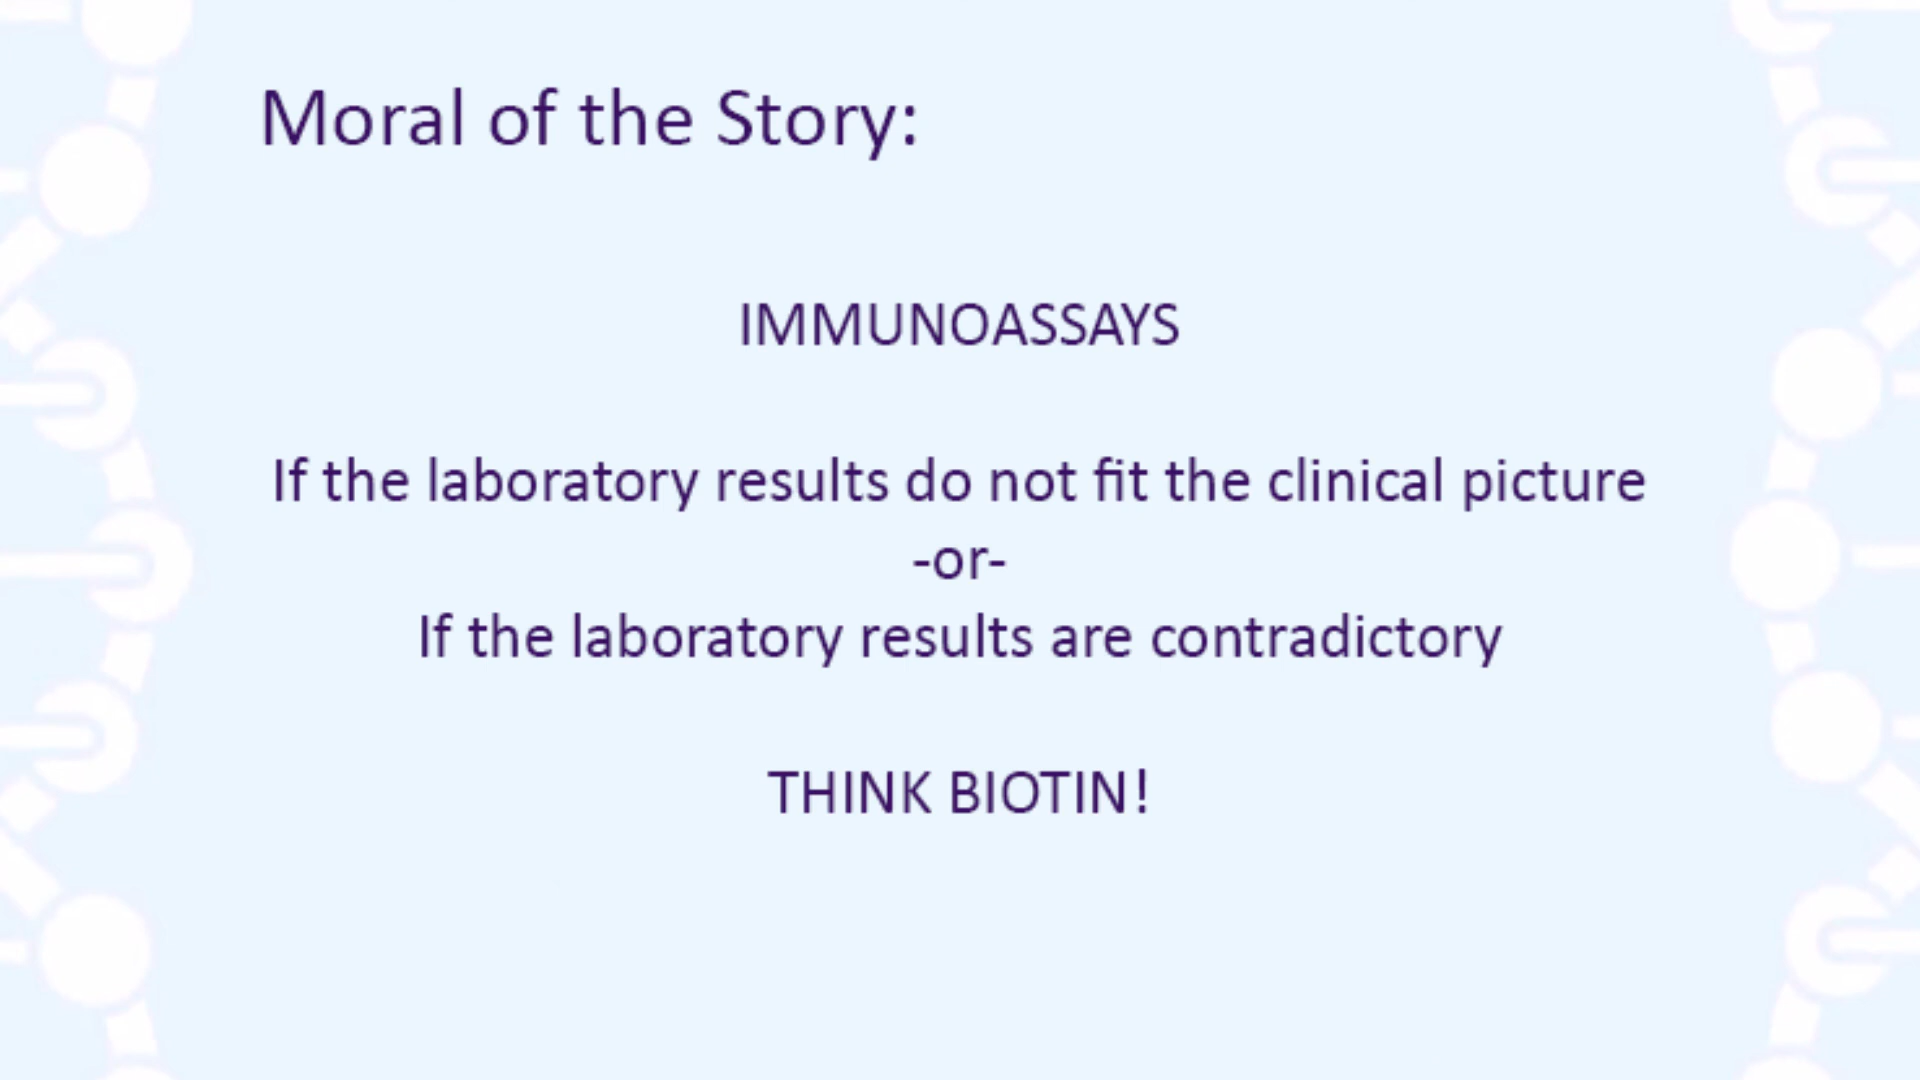 Moral of the Story:
IMMUNOASSAYS
If the laboratory results do not fit the clinical picture
-or-
If the laboratory results are contradictory
THINK BIOTIN!